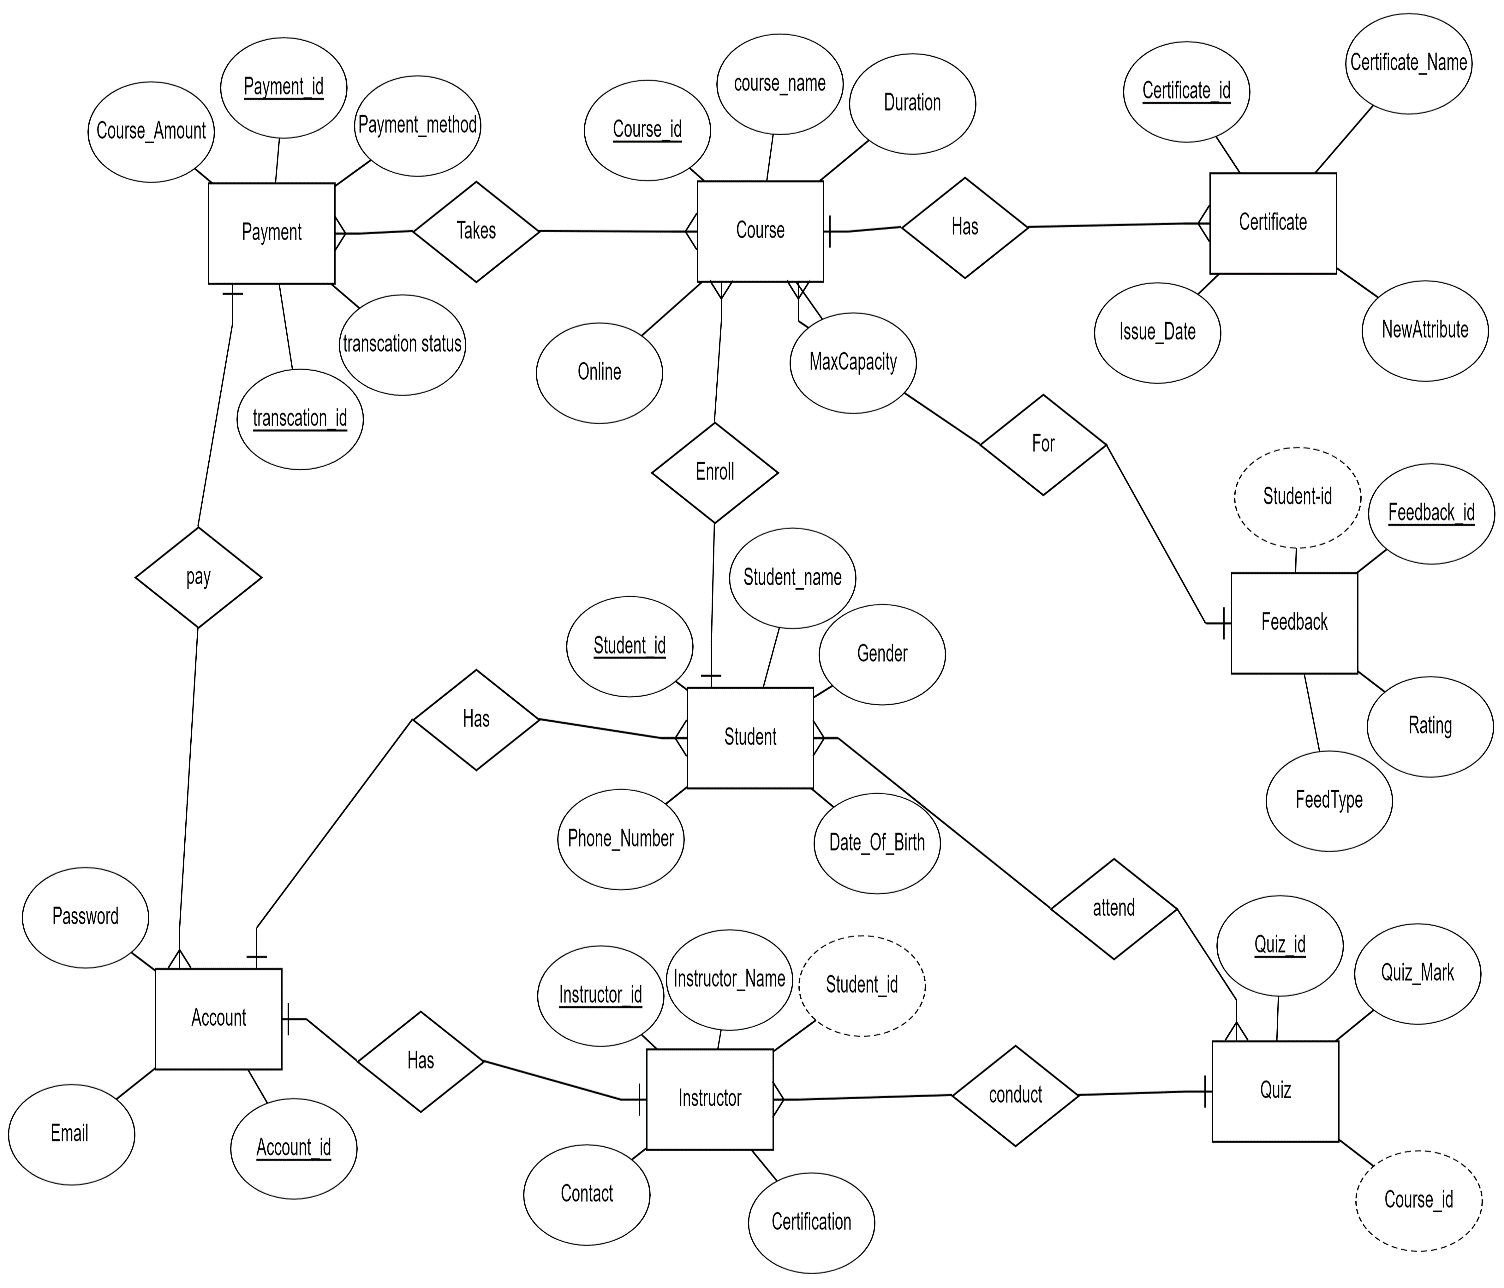 Payment_id
Course_Amount
Payment_method
Payment
Takes
transcation status
transcation_id
Course_id
course_name
Duration
Course
Has
Online
MaxCapacity
Certificate_id
Certificate_Name
Certificate
Issue_Date
NewAttribute
Enroll
For
pay
Student-id
Feedback_id
Feedback
Rating
FeedType
Student_name
Student_id
Gender
Has
Student
Phone_Number
Date_Of_Birth
attend
Password
Account
Email
Account_id
Has
Instructor_id
Instructor_Name
Student_id
Instructor
Contact
Certification
conduct
Quiz_id
Quiz_Mark
Quiz
Course_id